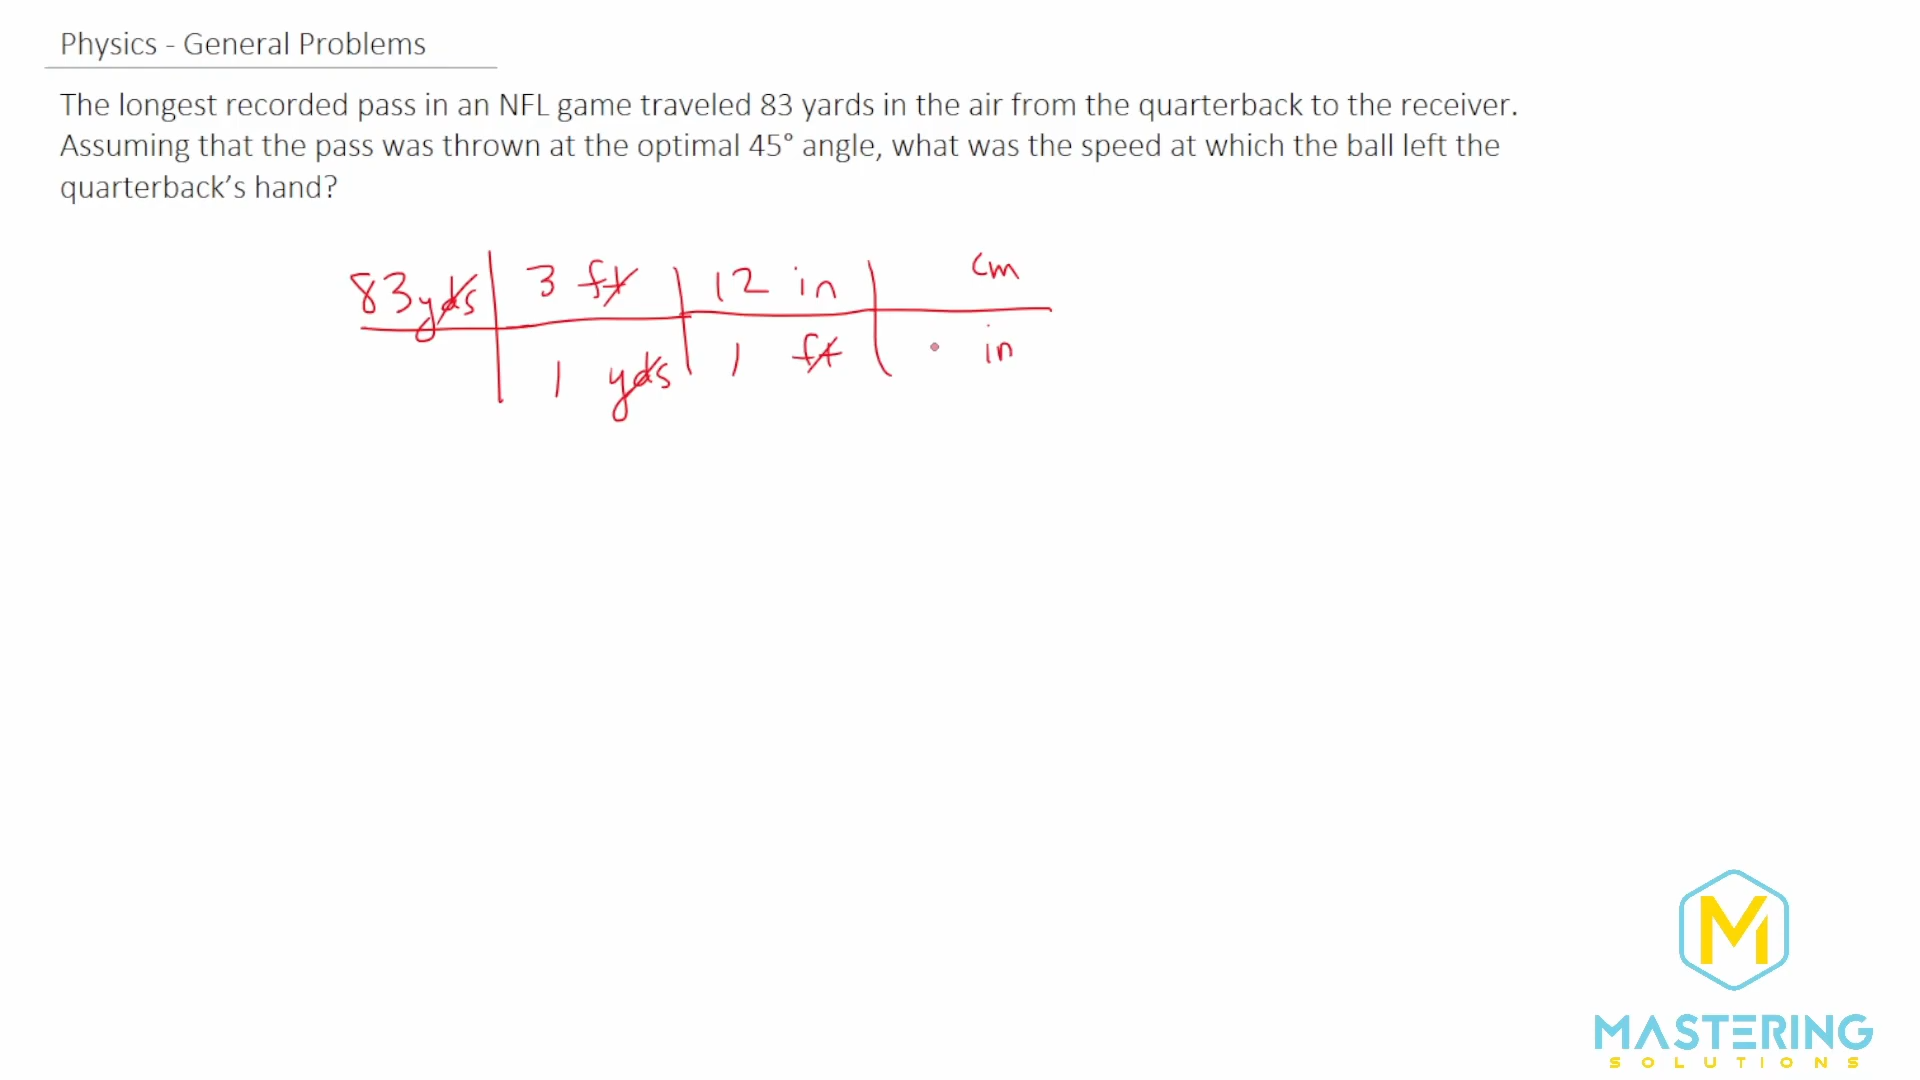 Physics - General Problems
The longest recorded pass in an NFL game traveled 83 yards in the air from the quarterback to the receiver.
Assuming that the pass was thrown at the optimal 45° angle, what was the speed at which the ball left the
quarterback’s hand?
83yds 3 ft 12 in cm
1 yds 1 ft in
MASTERING
SOLUTIONS